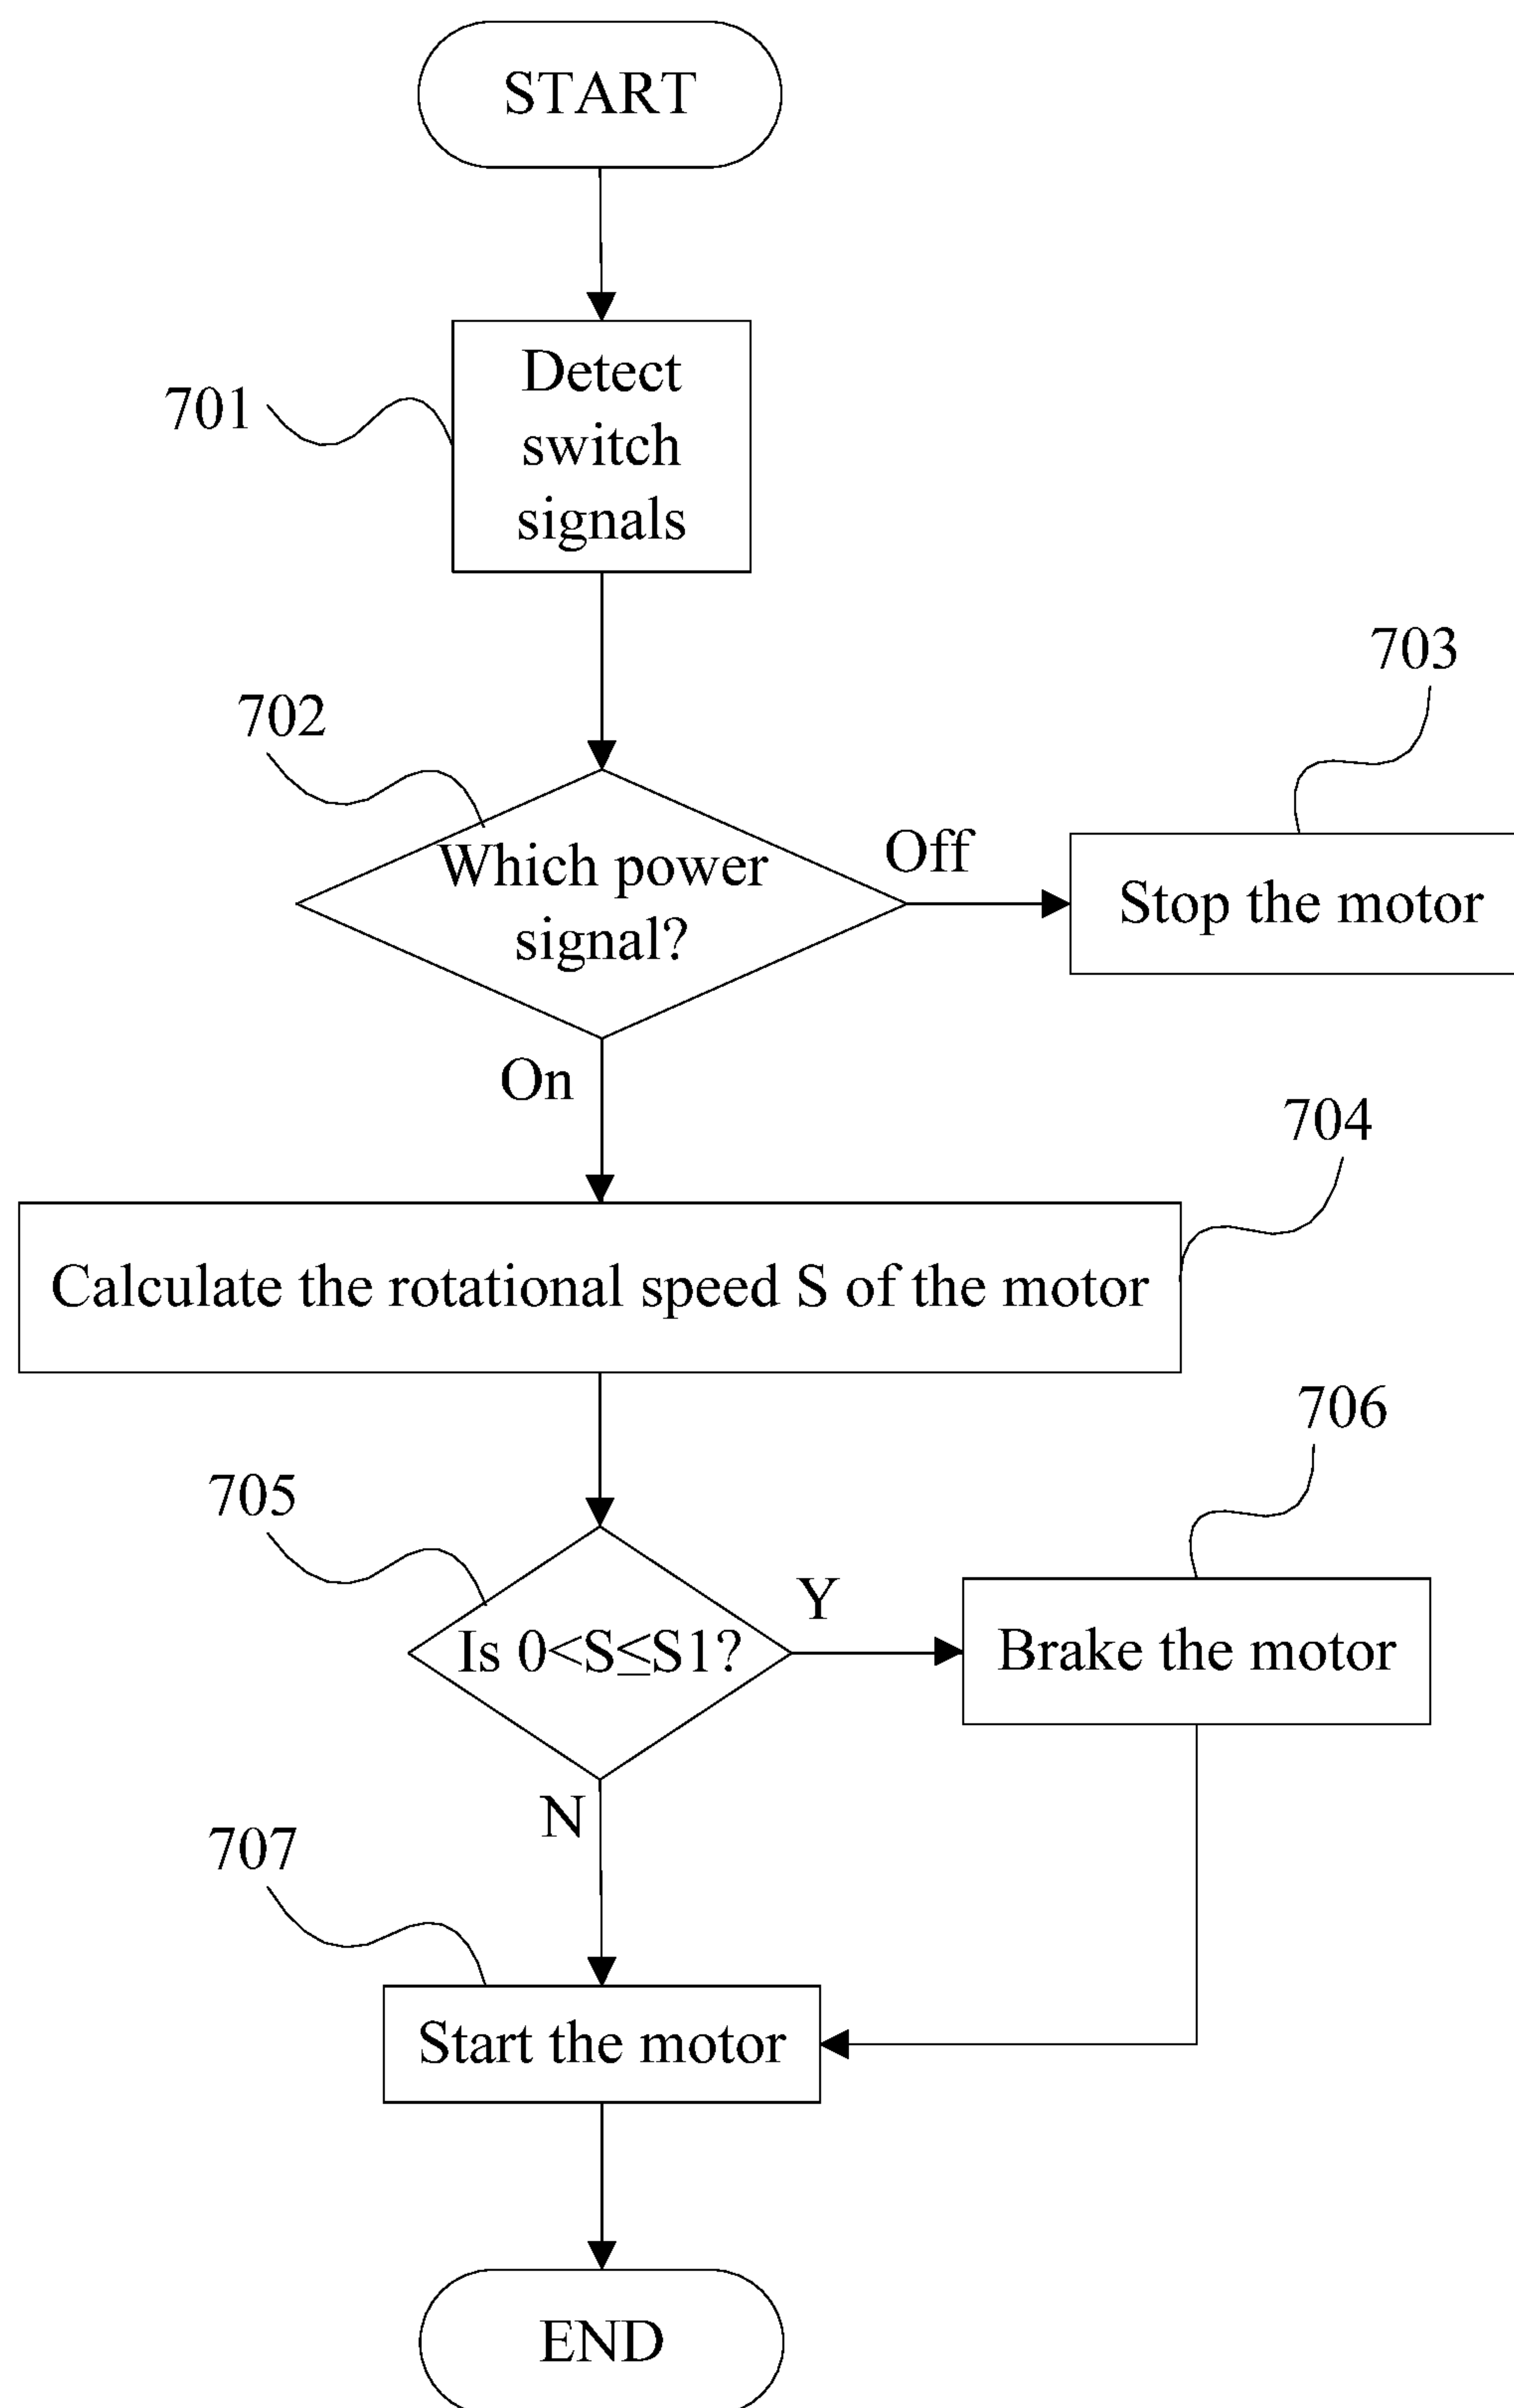 START
701
Detect
switch
signals
703
702
Off
Which power
signal?
Stop the motor
On
704
Calculate the rotational speed S of the motor
706
705
Y
Is 0<S≤S1?
Brake the motor
N
707
Start the motor
END